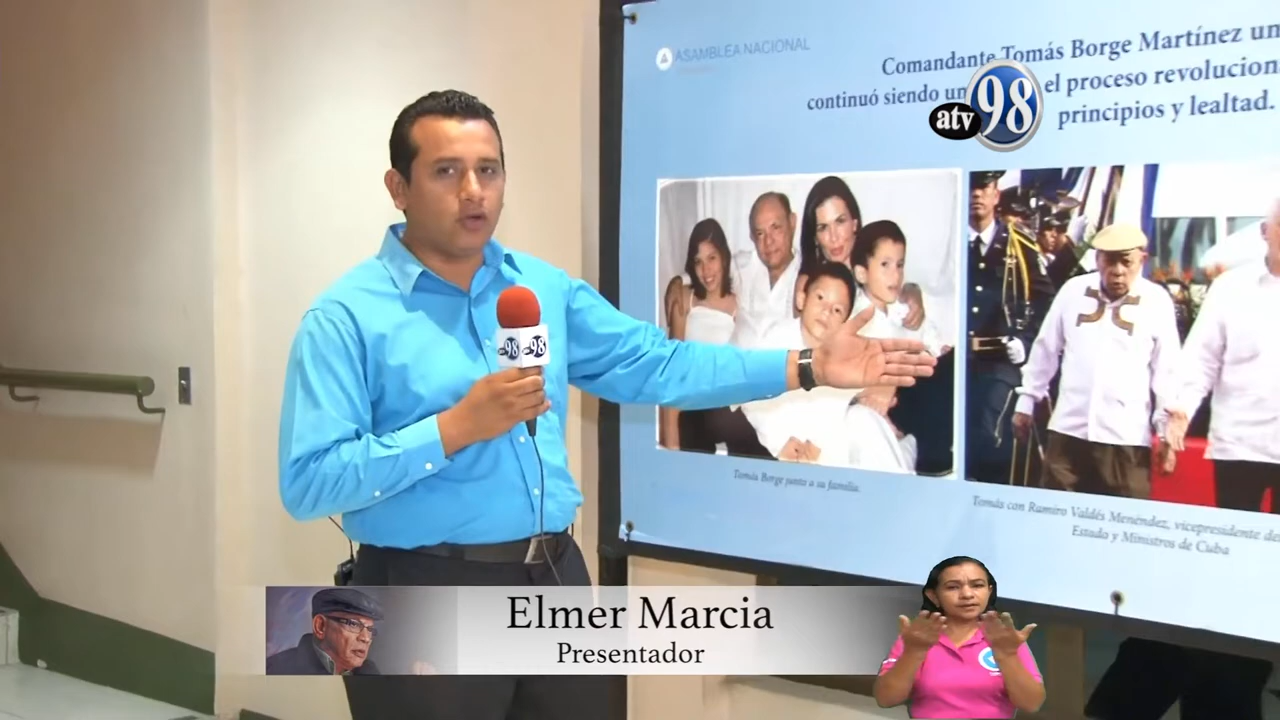 ASAMBLEA NACIONAL
Comandante Tomás Borge Martínez un
continuó siendo un el proceso revolucion
principios y lealtad.
atv 98
98 98
Tomás Borge junto a su familia.
Tomás con Ramiro Valdés Menéndez, vicepresidente de
Estado y Ministros de Cuba
Elmer Marcia
Presentador